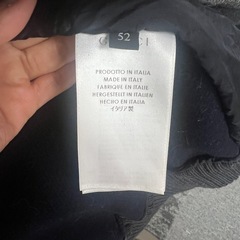 52
PRODOTTO IN ITALIA
MADE IN ITALY
FABRIQUE EN ITALIE
HERGESTELLT IN ITALIEN
HECHO EN ITALIA
イタリア製